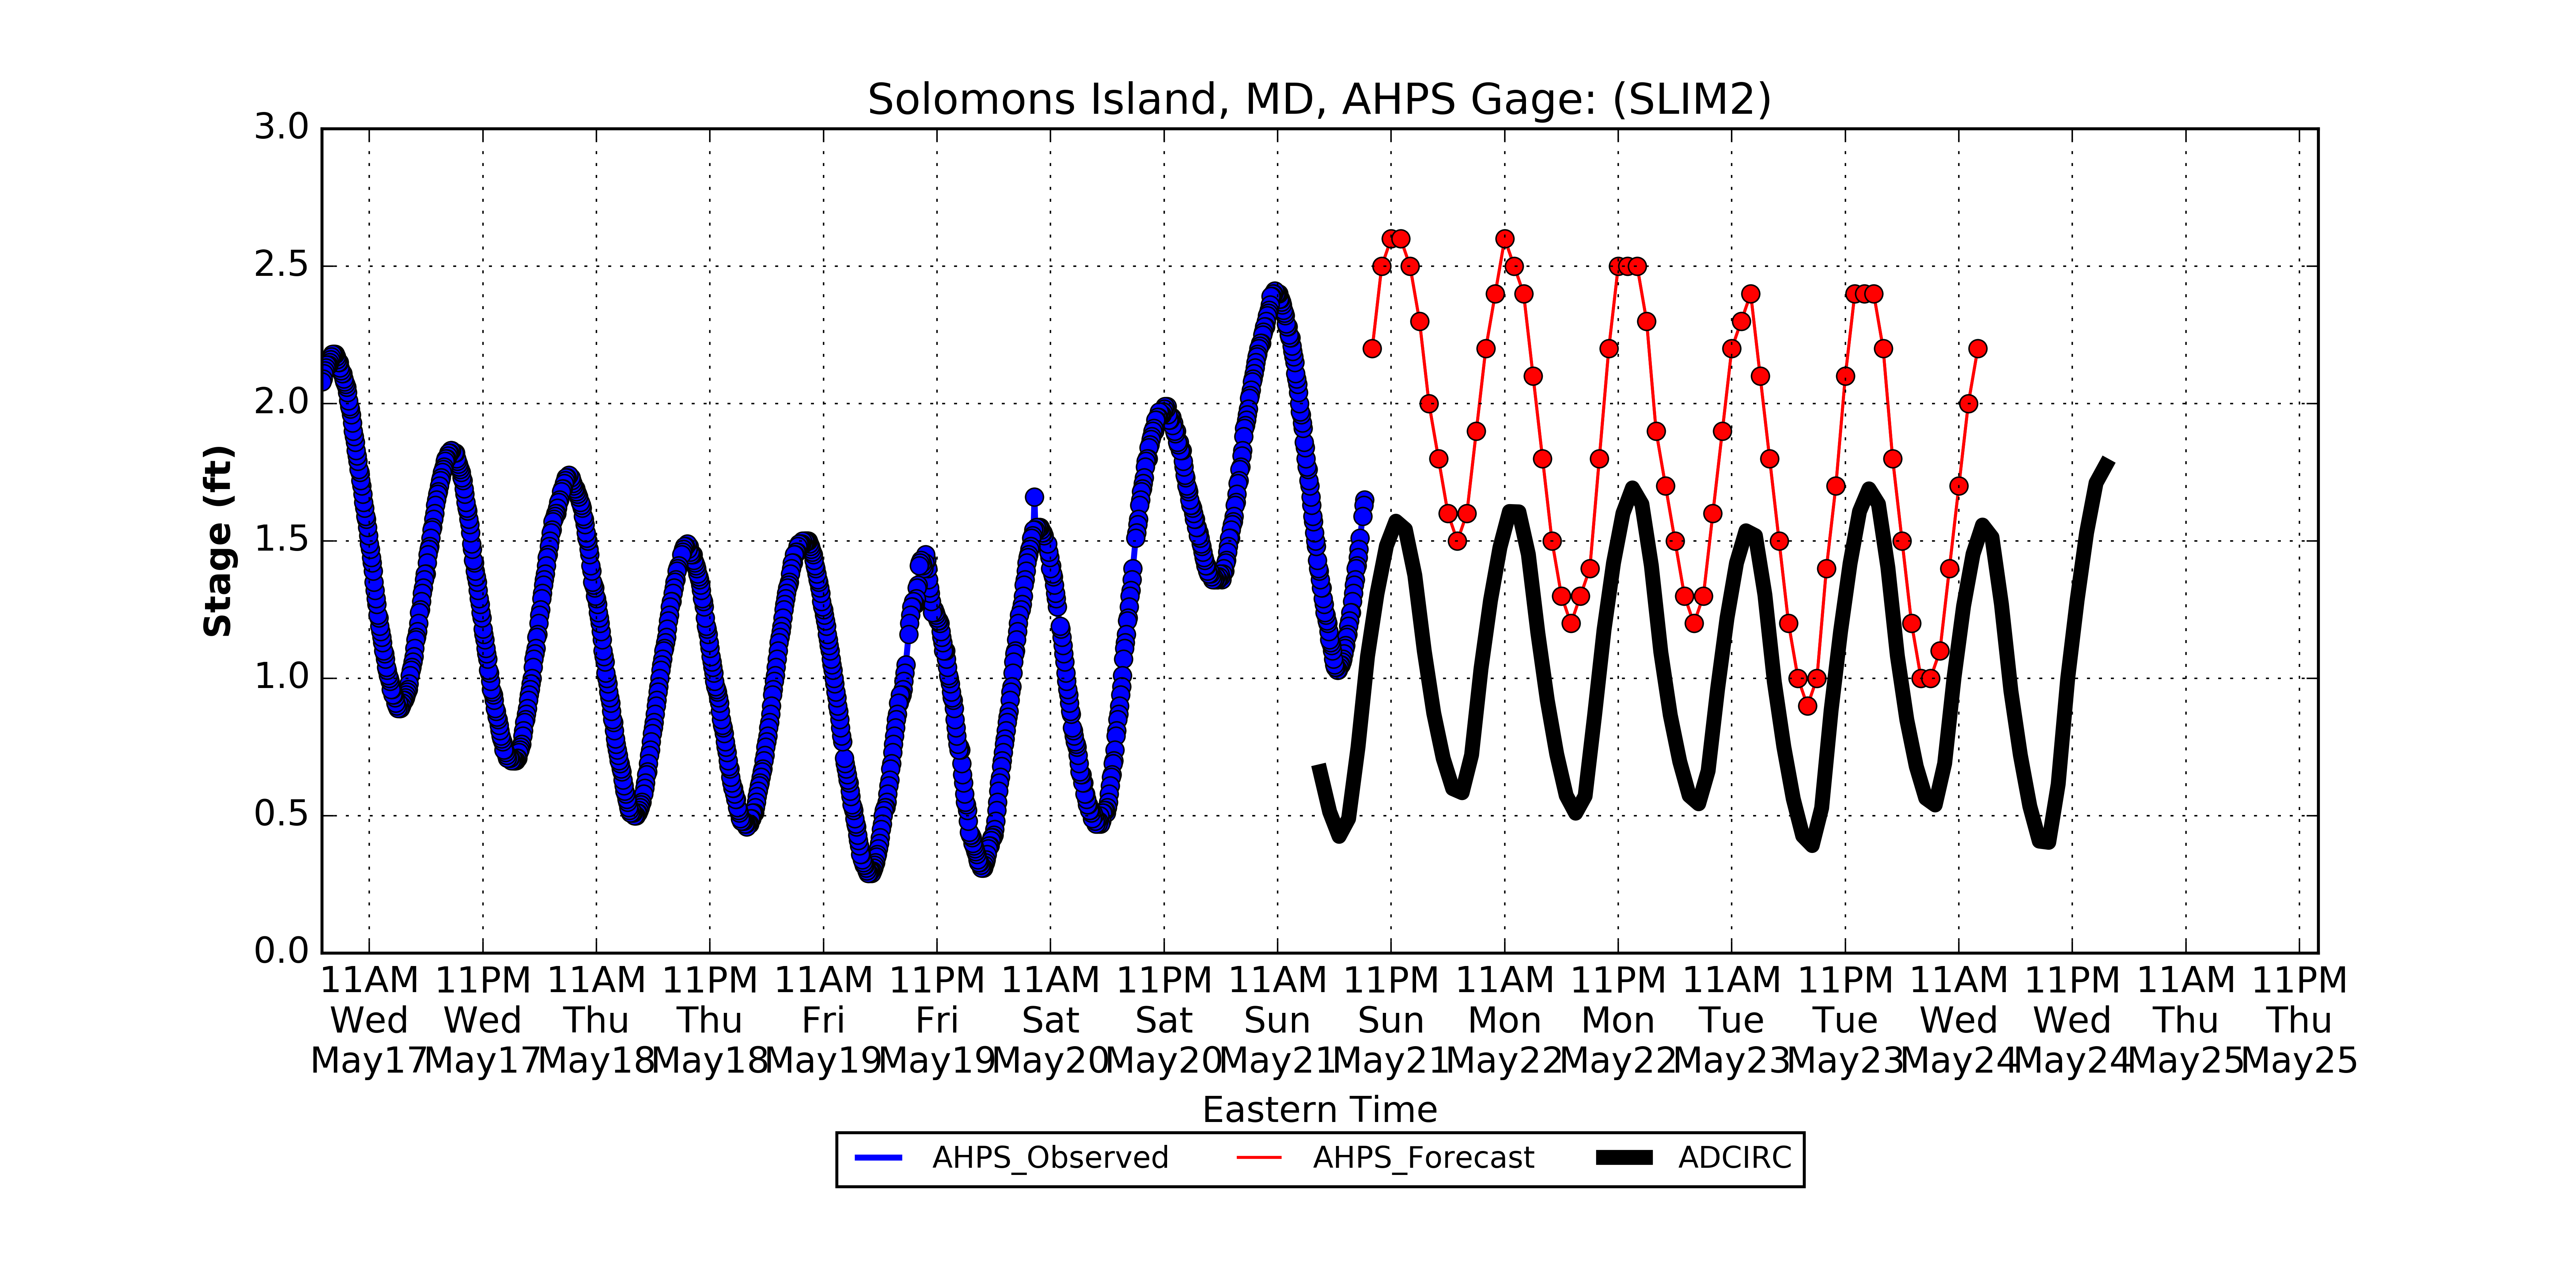 Solomons Island, MD, AHPS Gage: (SLIM2)
3.0
2.5
2.0
1.5
1.0
0.5
0.0
Stage (ft)
11AM 11PM 11AM 11PM 11AM 11PM 11AM 11PM 11AM 11PM 11AM 11PM 11AM 11PM 11AM 11PM 11AM 11PM
Wed Wed Thu Thu Fri Fri Sat Sat Sun Sun Mon Mon Tue Tue Wed Wed Thu Thu
May17 May17 May18 May18 May19 May19 May20 May20 May21 May21 May22 May22 May23 May23 May24 May24 May25 May25
Eastern Time
AHPS_Observed AHPS_Forecast ADCIRC